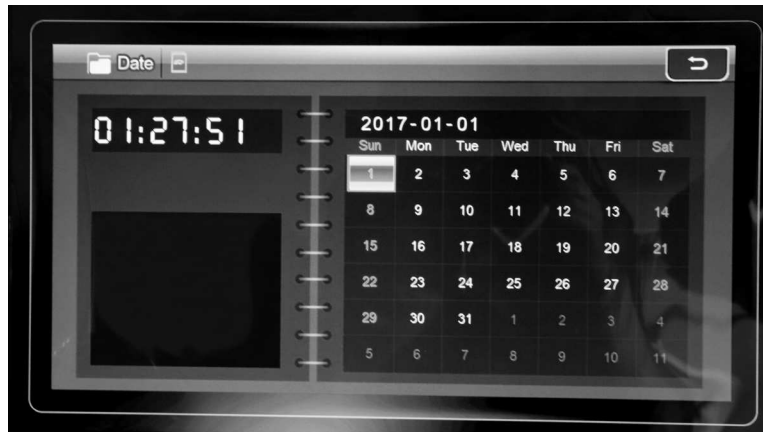 Date
01:27:51
2017-01-01
Sun Mon Tue Wed Thu Fri Sat
1 2 3 4 5 6 7
8 9 10 11 12 13 14
15 16 17 18 19 20 21
22 23 24 25 26 27 28
29 30 31 1 2 3 4
5 6 7 8 9 10 11